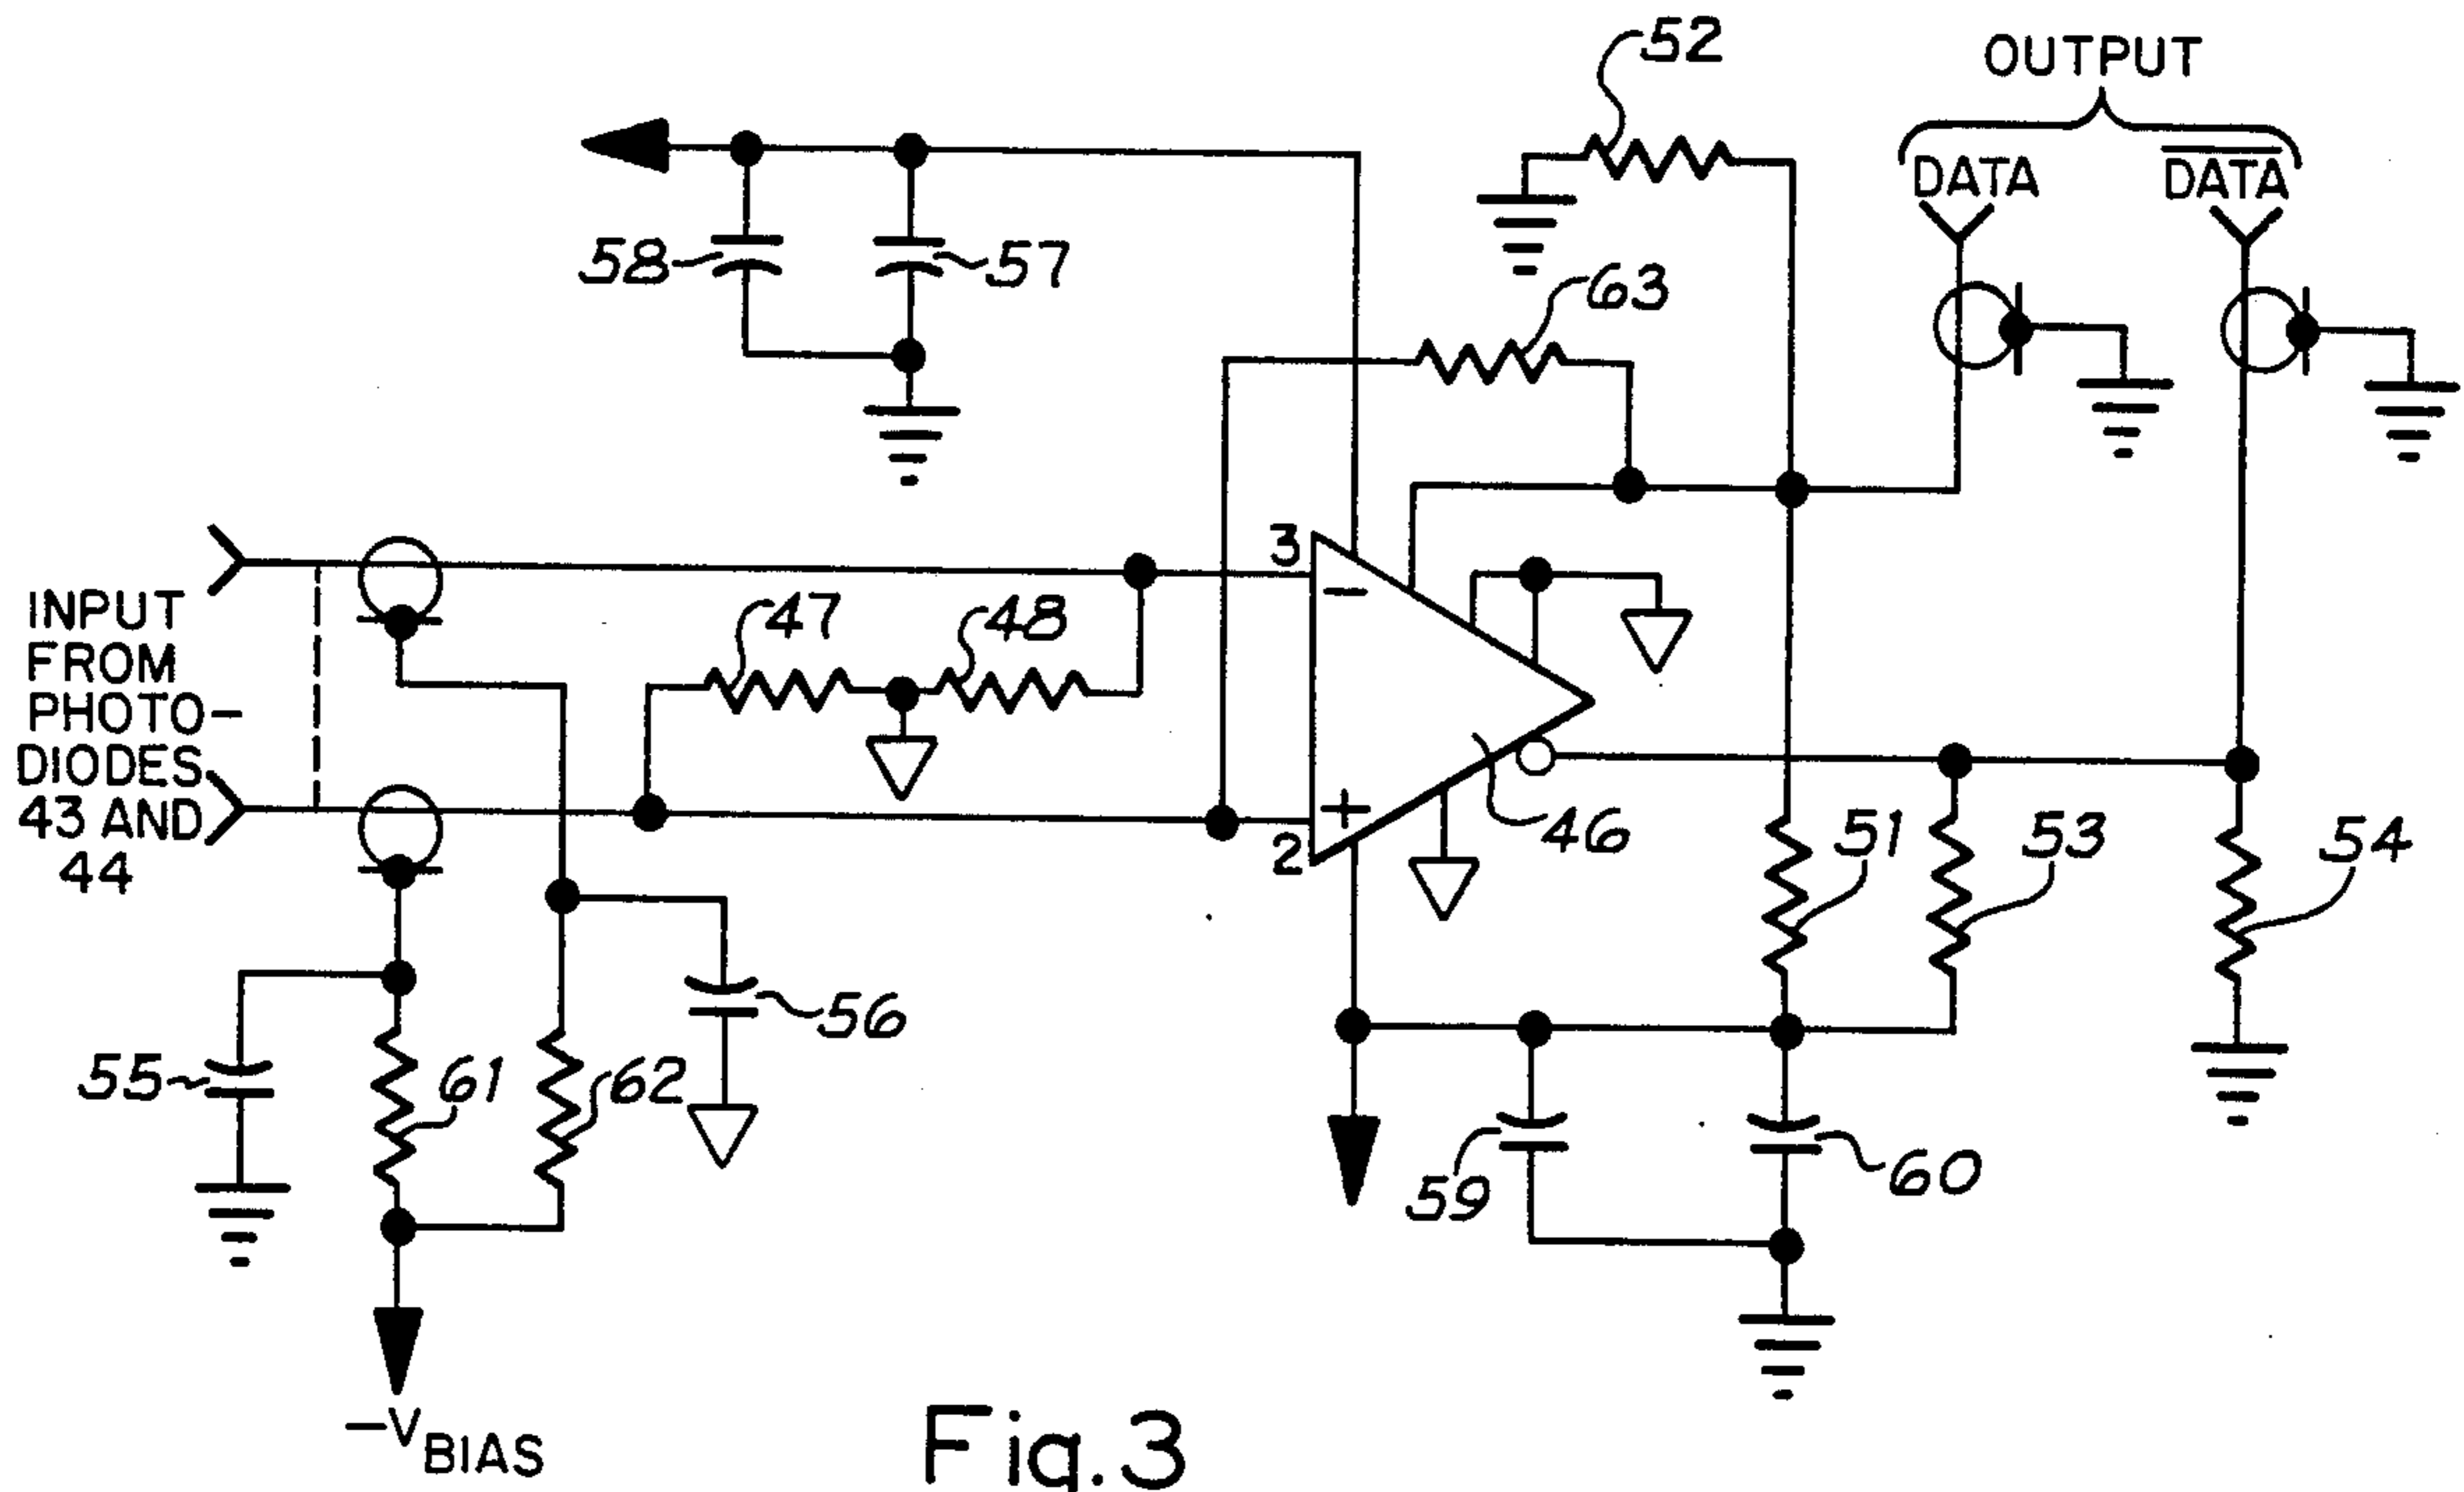 52
OUTPUT
DATA
DATA
58
57
63
3
−
47
48
INPUT
FROM
PHOTO-
DIODES
43 AND
44
+
2
46
51
53
54
56
55
61
62
59
60
−VBIAS
Fig.3